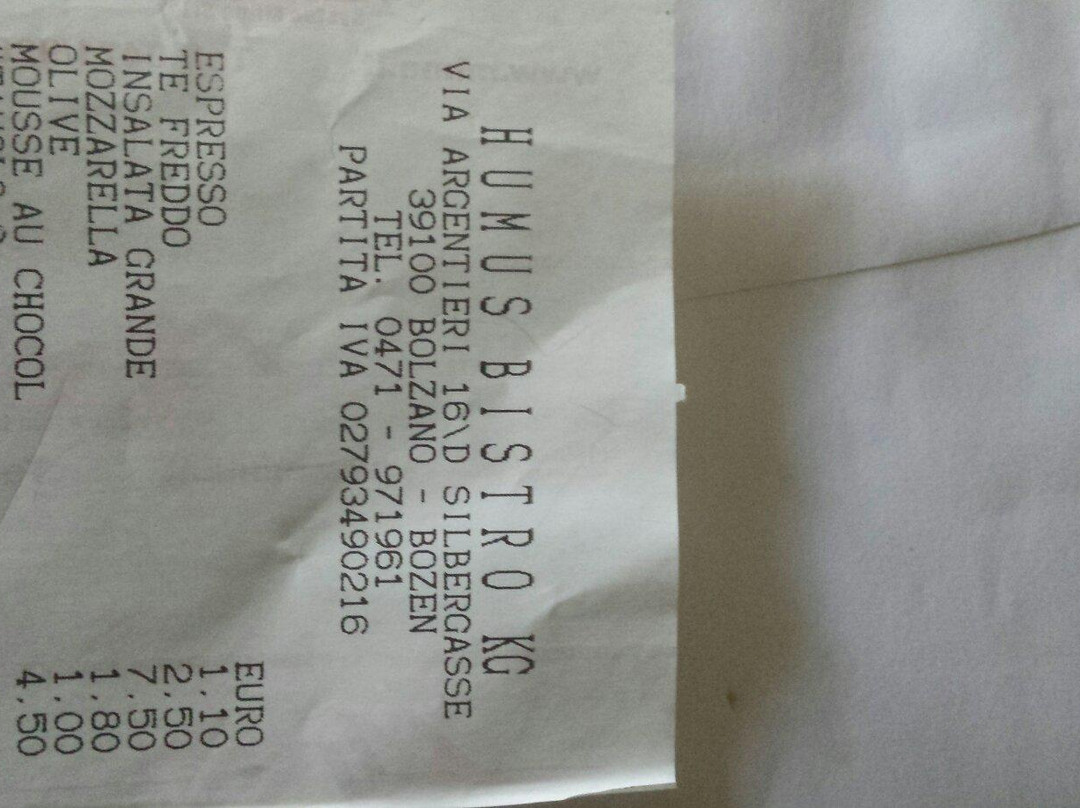 HUMUS BISTRO KG
VIA ARGENTIERI 16\D SILBERGASSE
39100 BOLZANO - BOZEN
TEL. 0471 - 971961
PARTITA IVA 02793490216
EURO
ESPRESSO 1.10
TE FREDDO 2.50
INSALATA GRANDE 7.50
MOZZARELLA 1.80
OLIVE 1.00
MOUSSE AU CHOCOL 4.50